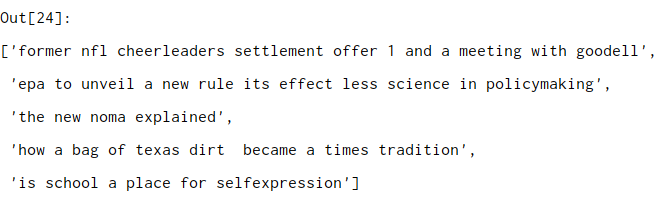 Out[24]:
['former nfl cheerleaders settlement offer 1 and a meeting with goodell',
 'epa to unveil a new rule its effect less science in policymaking',
 'the new noma explained',
 'how a bag of texas dirt  became a times tradition',
 'is school a place for selfexpression']